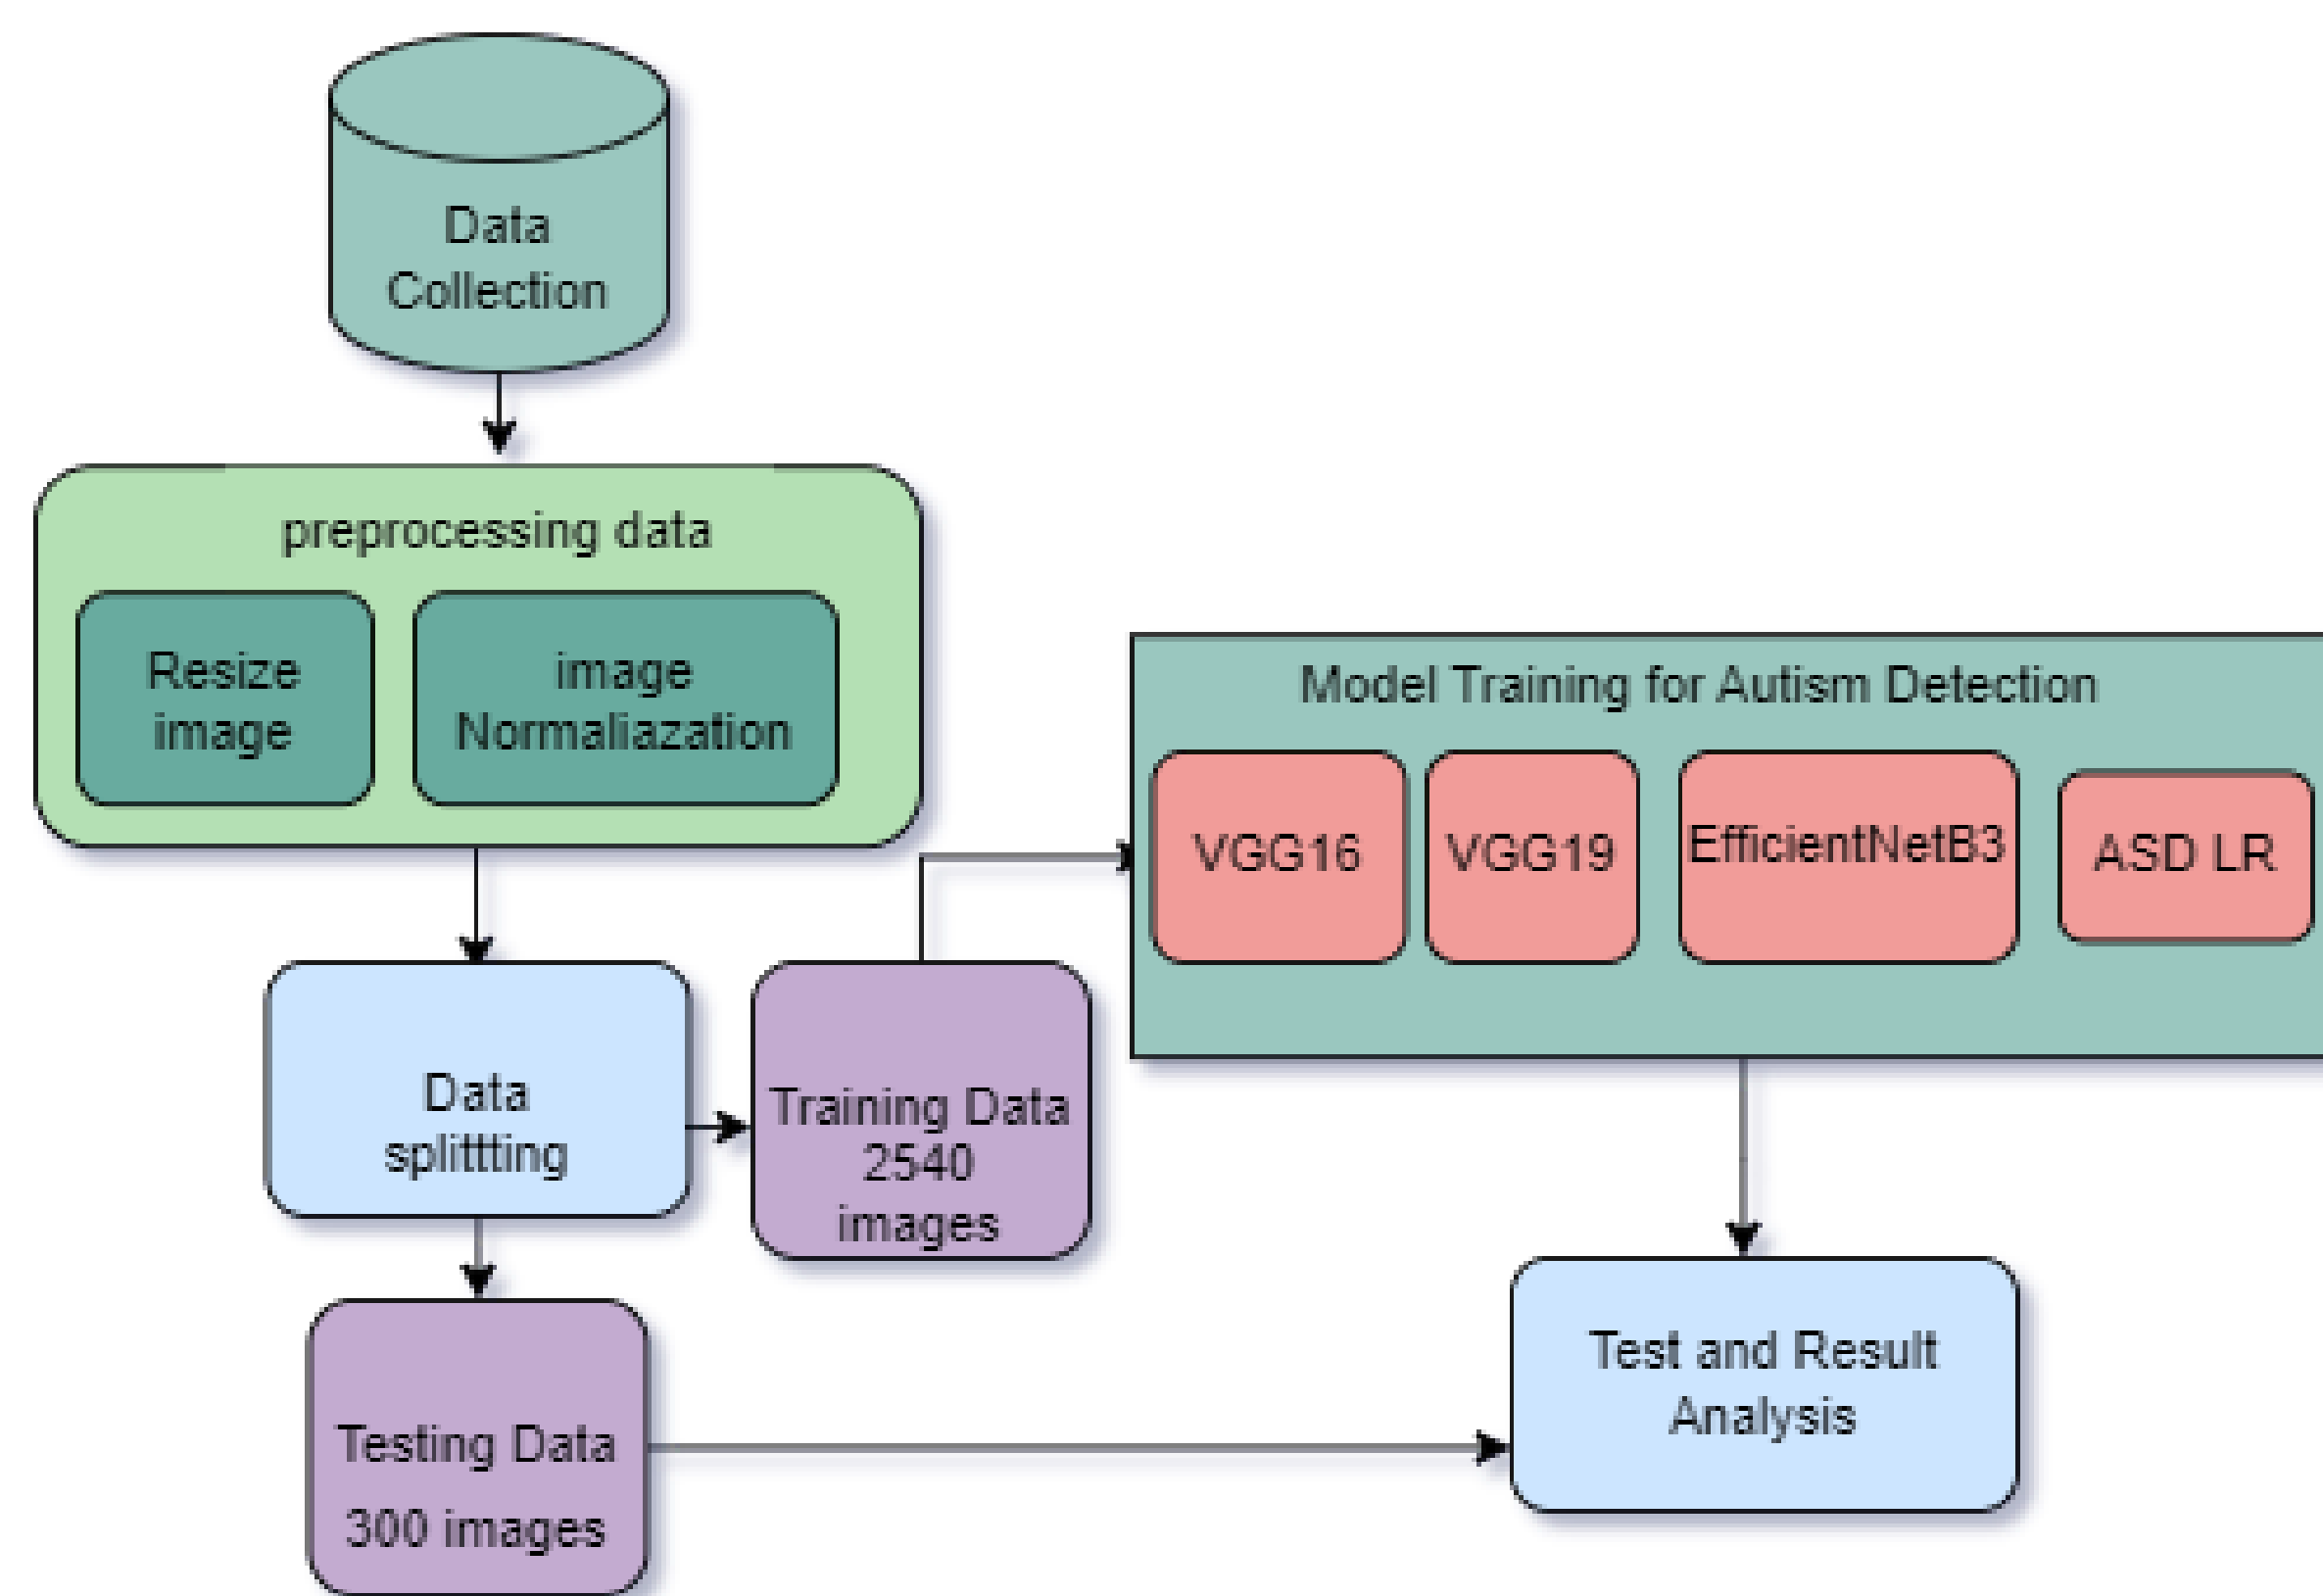 Data
Collection
preprocessing data
Resize
image
image
Normaliazation
Model Training for Autism Detection
VGG16
VGG19
EfficientNetB3
ASD LR
Data
splittting
Training Data
2540
images
Testing Data
300 images
Test and Result
Analysis